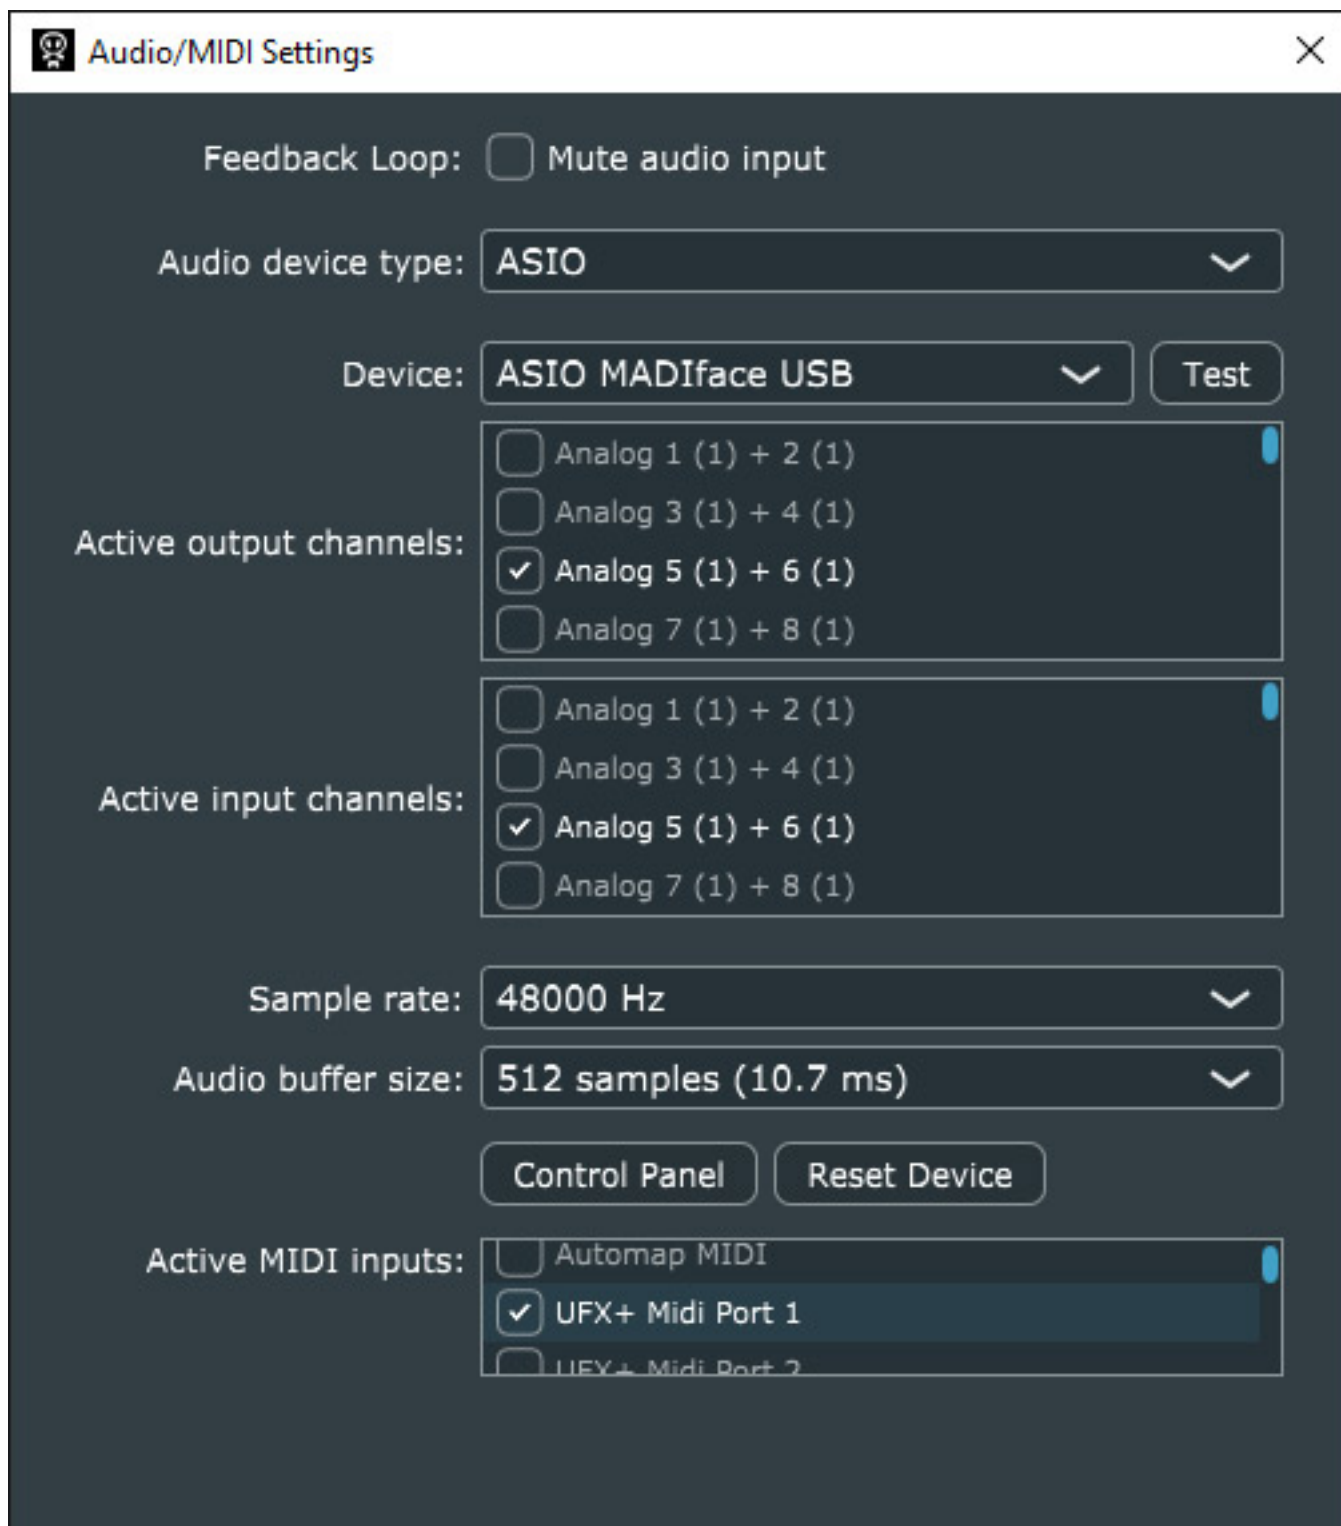 Audio/MIDI Settings
Feedback Loop: Mute audio input
Audio device type: ASIO
Device: ASIO MADIface USB Test
Active output channels:
Analog 1 (1) + 2 (1)
Analog 3 (1) + 4 (1)
Analog 5 (1) + 6 (1)
Analog 7 (1) + 8 (1)
Active input channels:
Analog 1 (1) + 2 (1)
Analog 3 (1) + 4 (1)
Analog 5 (1) + 6 (1)
Analog 7 (1) + 8 (1)
Sample rate: 48000 Hz
Audio buffer size: 512 samples (10.7 ms)
Control Panel Reset Device
Active MIDI inputs:
Automap MIDI
UFX+ Midi Port 1
UFX+ Midi Port 2